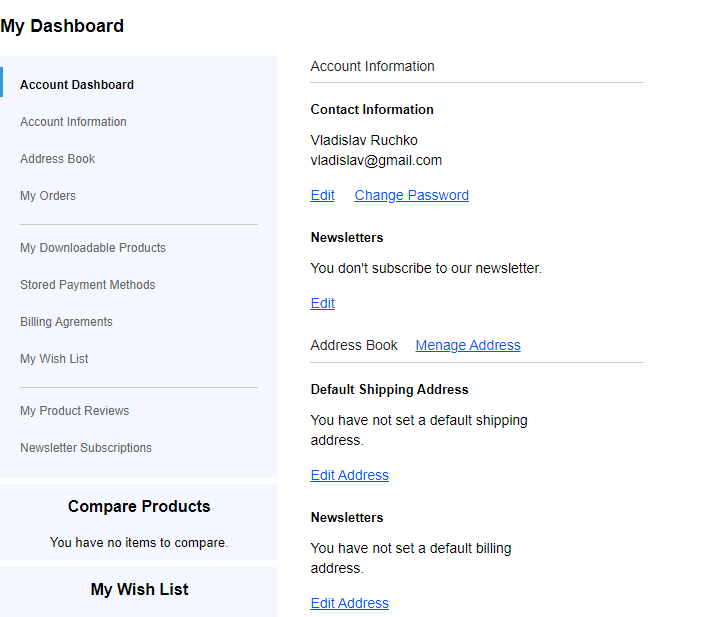 My Dashboard
Account Dashboard
Account Information
Address Book
My Orders
My Downloadable Products
Stored Payment Methods
Billing Agrements
My Wish List
My Product Reviews
Newsletter Subscriptions
Compare Products
You have no items to compare.
My Wish List
Account Information
Contact Information
Vladislav Ruchko
vladislav@gmail.com
Edit Change Password
Newsletters
You don't subscribe to our newsletter.
Edit
Address Book Menage Address
Default Shipping Address
You have not set a default shipping
address.
Edit Address
Newsletters
You have not set a default billing
address.
Edit Address